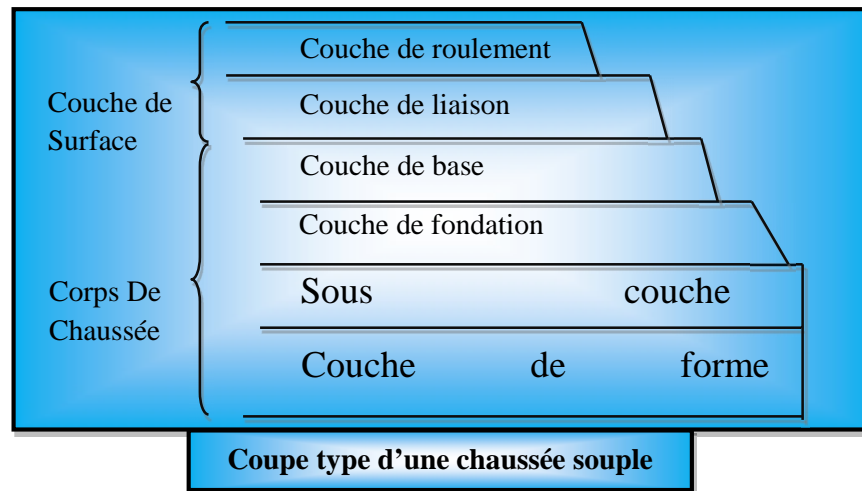 Couche de roulement
Couche de liaison
Couche de
Surface
Couche de base
Couche de fondation
Sous couche
Corps De
Chaussée
Couche de forme
Coupe type d'une chaussée souple